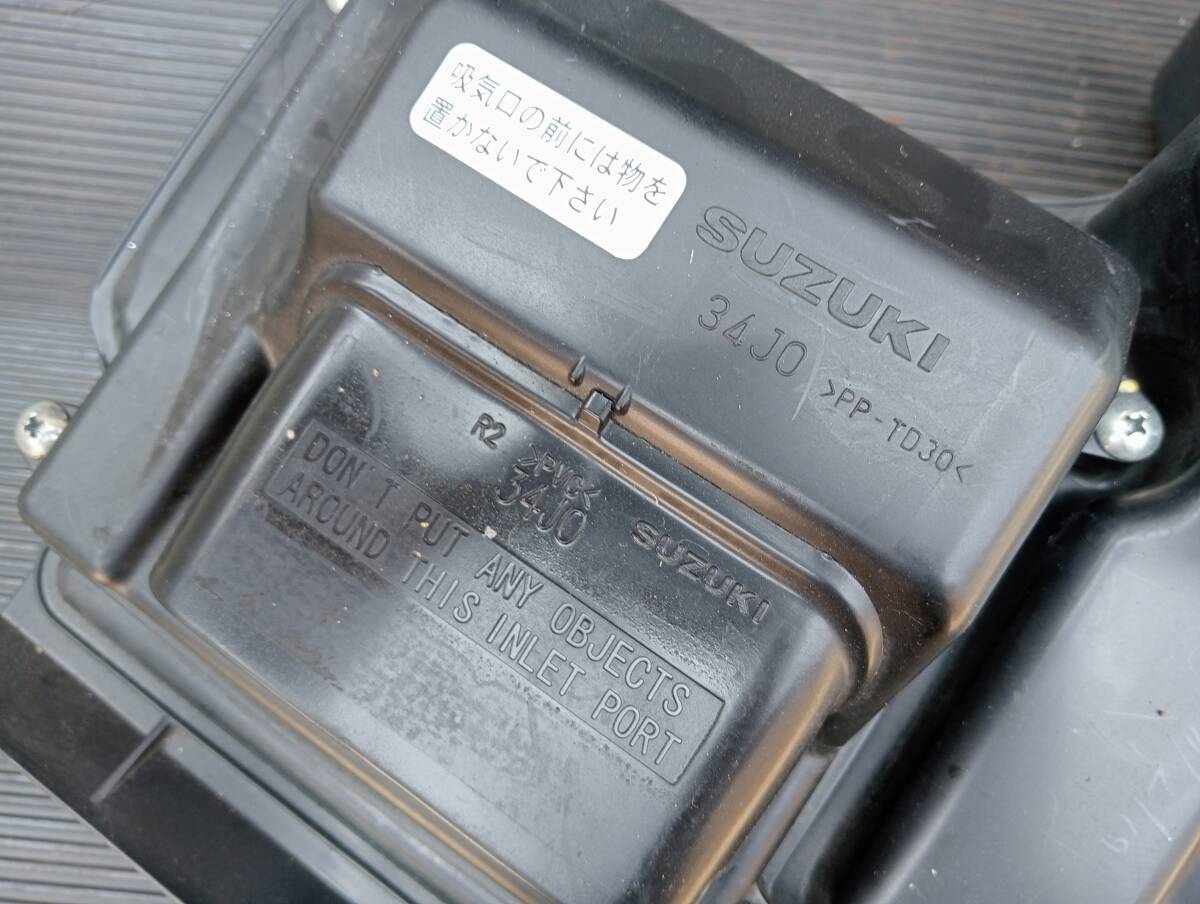 吸気口の前には物を
置かないで下さい
SUZUKI
34J0
>PP-TD30<
R2
>PVC<
34J0
SUZUKI
DON'T PUT ANY OBJECTS
AROUND THIS INLET PORT